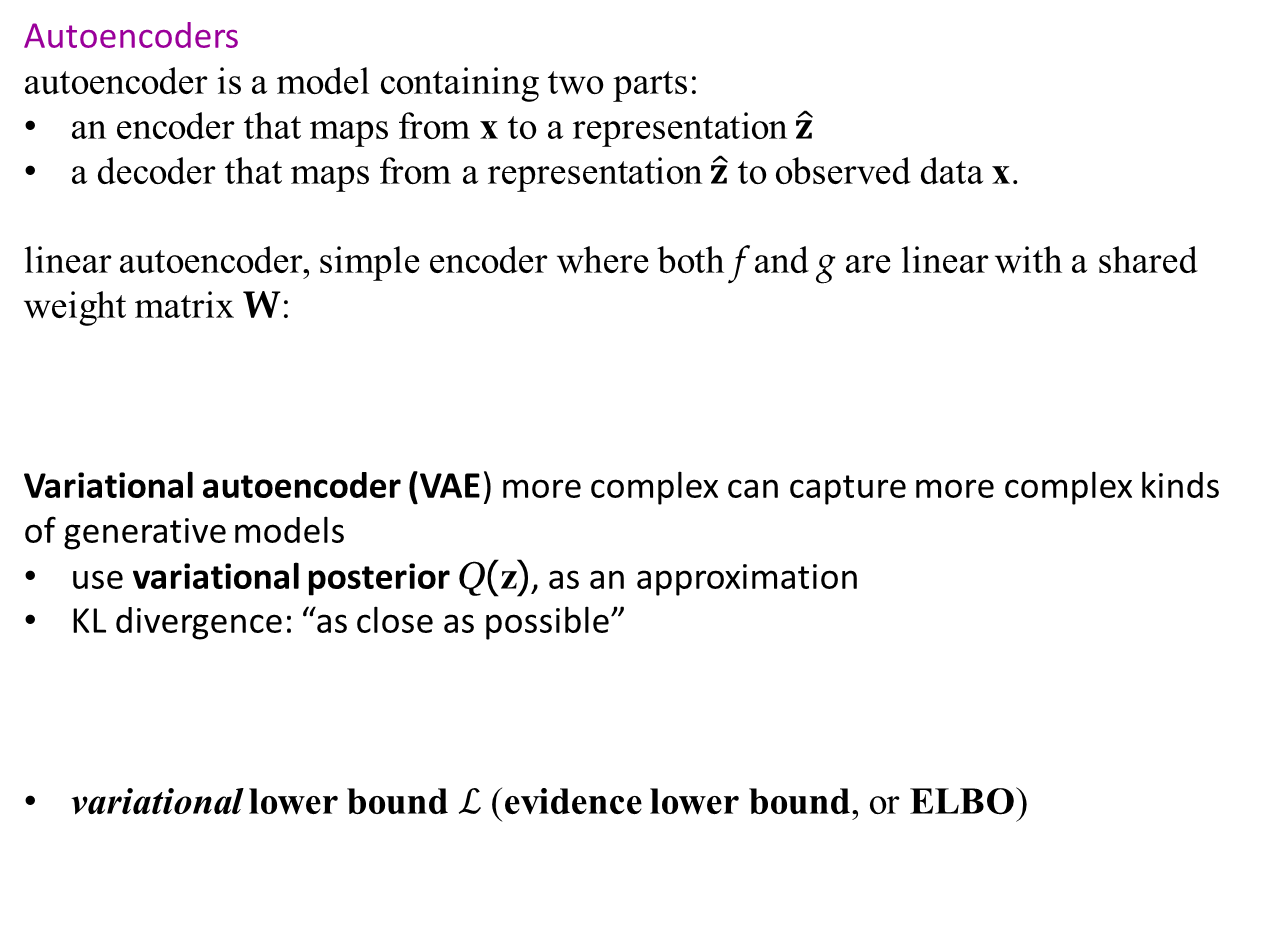 Autoencoders
autoencoder is a model containing two parts:
• an encoder that maps from x to a representation ẑ
• a decoder that maps from a representation ẑ to observed data x.
linear autoencoder, simple encoder where both f and g are linear with a shared
weight matrix W:
Variational autoencoder (VAE) more complex can capture more complex kinds
of generative models
• use variational posterior Q(z), as an approximation
• KL divergence: “as close as possible”
• variational lower bound ℒ (evidence lower bound, or ELBO)